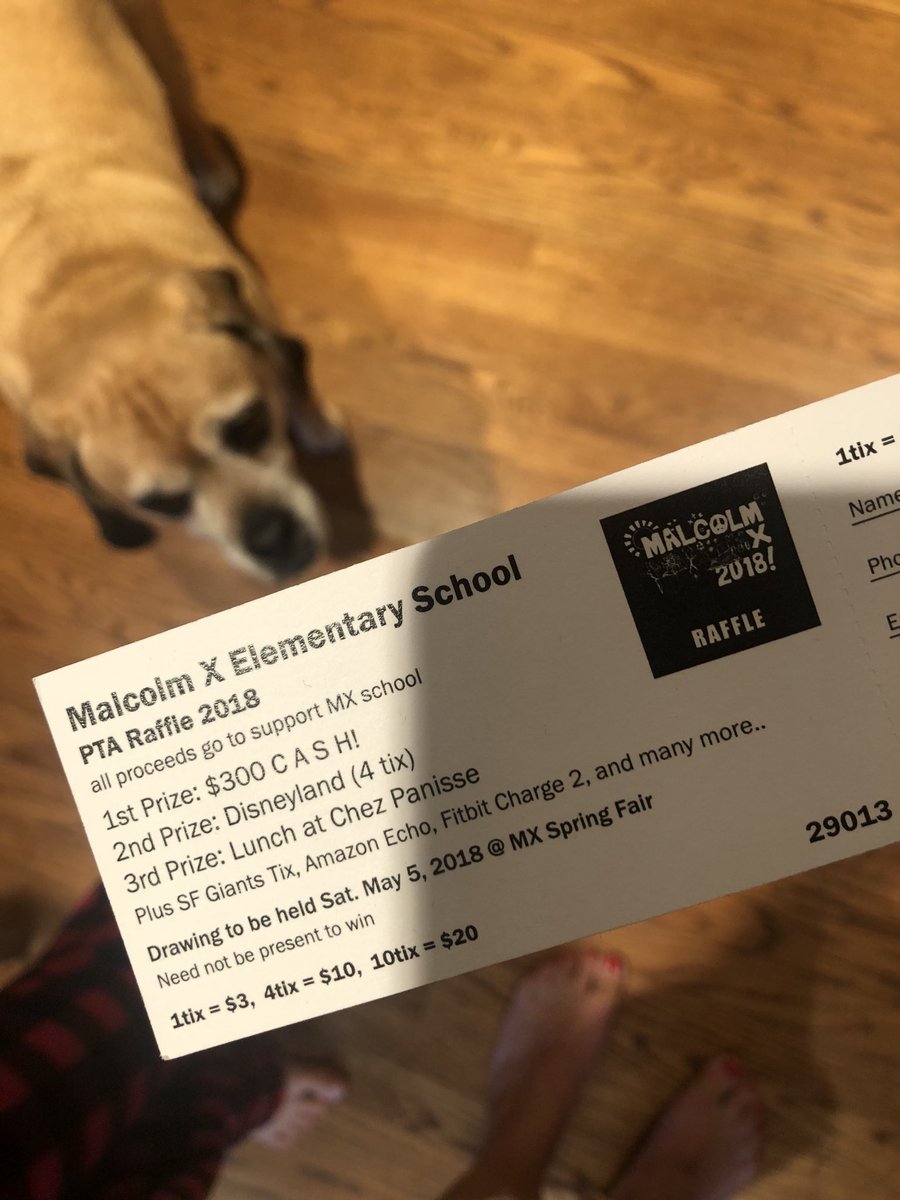 Malcolm X Elementary School
PTA Raffle 2018
all proceeds go to support MX school
1st Prize: $300 C A S H!
2nd Prize: Disneyland (4 tix)
3rd Prize: Lunch at Chez Panisse
Plus SF Giants Tix, Amazon Echo, Fitbit Charge 2, and many more..
Drawing to be held Sat. May 5, 2018 @ MX Spring Fair
Need not be present to win
1tix = $3, 4tix = $10, 10tix = $20
MALCOLM
X
2018!
RAFFLE
29013
1tix =
Name